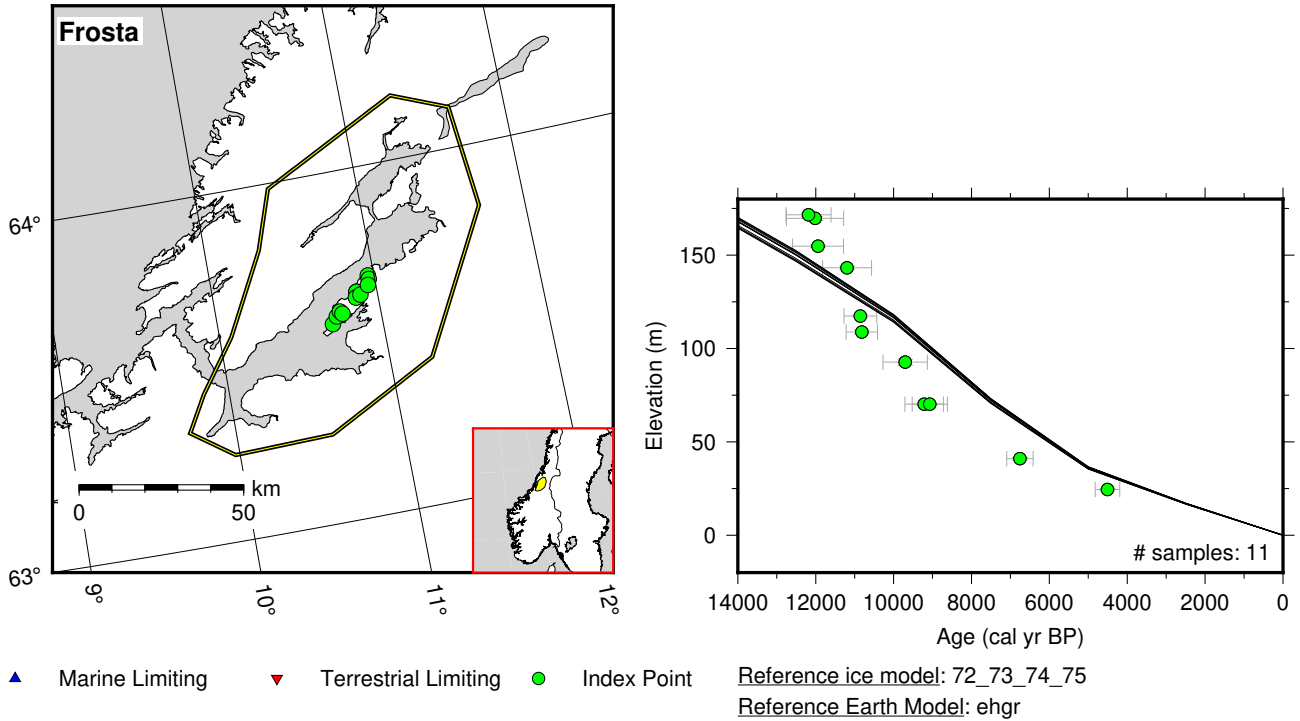 Frosta
64°
63°
9°
10°
11°
12°
0
50
km
Elevation (m)
150
100
50
0
# samples: 11
14000 12000 10000 8000 6000 4000 2000 0
Age (cal yr BP)
Marine Limiting
Terrestrial Limiting
Index Point
Reference ice model: 72_73_74_75
Reference Earth Model: ehgr